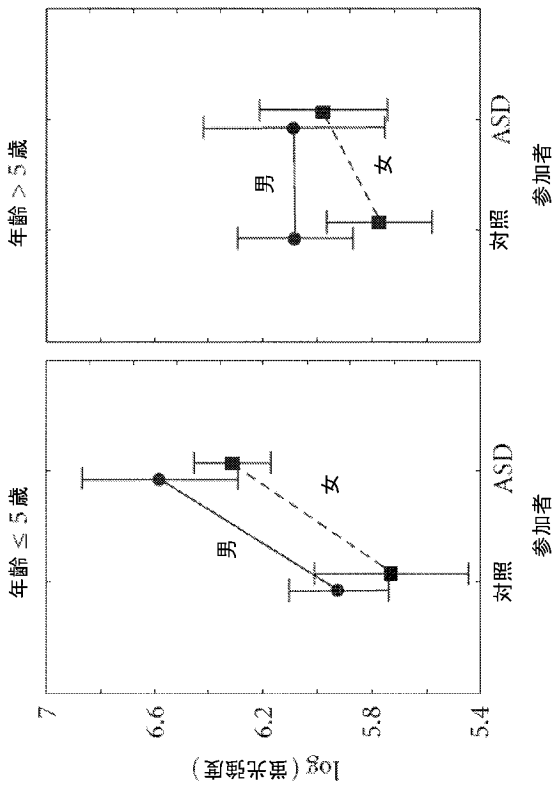 年齢 ≤ 5 歳
年齢 > 5 歳
7
6.6
6.2
5.8
5.4
log (蛍光強度)
男
女
男
女
対照
ASD
対照
ASD
参加者
参加者